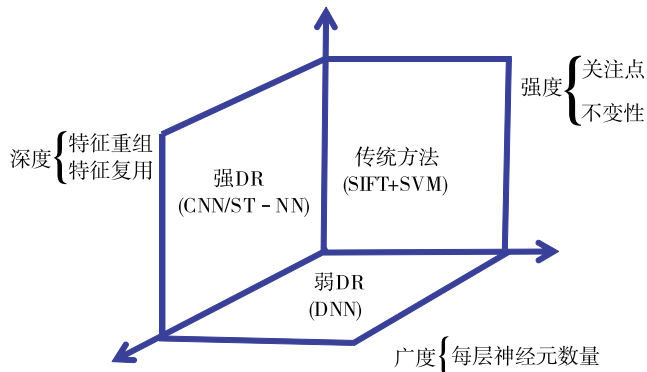 强度
关注点
不变性
深度
特征重组
特征复用
强DR
(CNN/ST-NN)
传统方法
(SIFT+SVM)
弱DR
(DNN)
广度
每层神经元数量